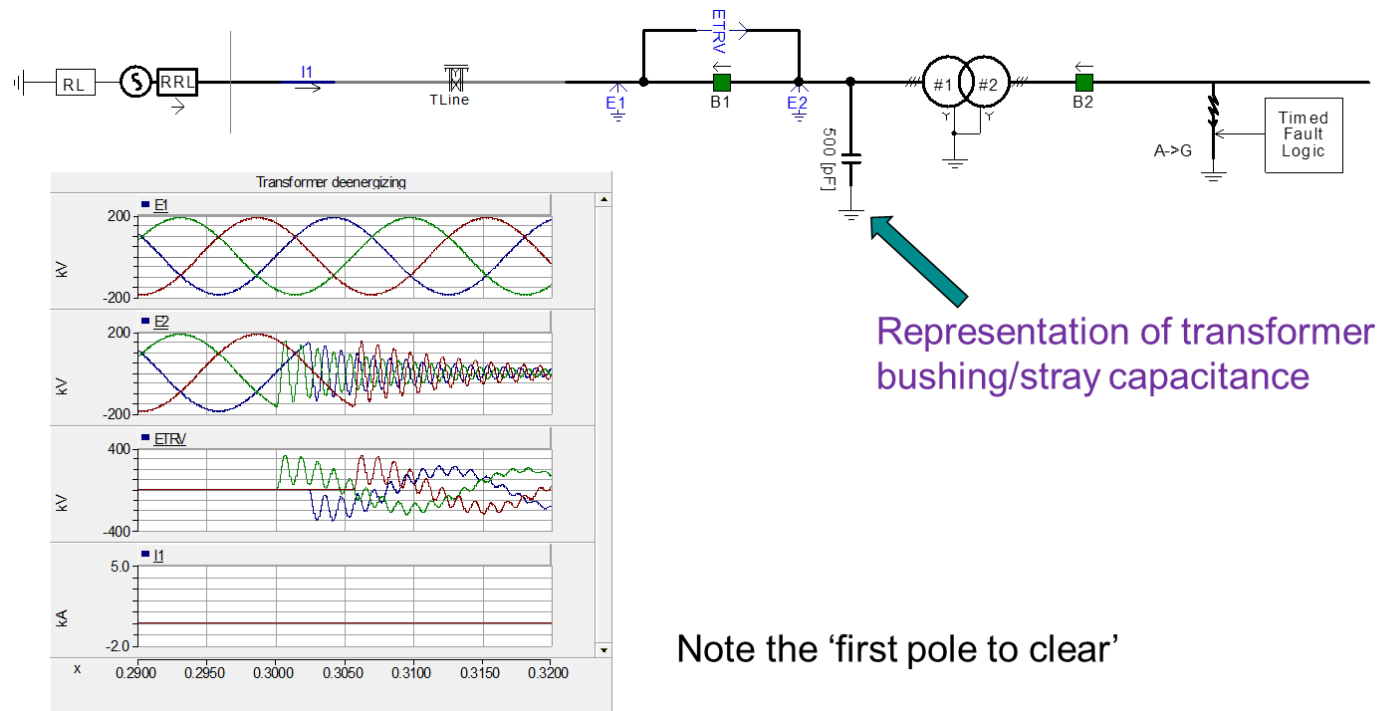 ETRV
I1
RL
RRL
TLine
E1
B1
E2
#1
#2
B2
Y
Y
500 [pF]
A->G
Timed
Fault
Logic
Representation of transformer
bushing/stray capacitance
Transformer deenergizing
E1
200
kV
-200
E2
200
kV
-200
ETRV
400
kV
-400
I1
5.0
kA
-2.0
x 0.2900 0.2950 0.3000 0.3050 0.3100 0.3150 0.3200
Note the ‘first pole to clear’